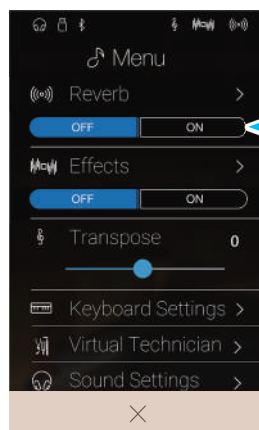 Menu
Reverb >
OFF ON
Effects >
OFF ON
Transpose 0
Keyboard Settings >
Virtual Technician >
Sound Settings >